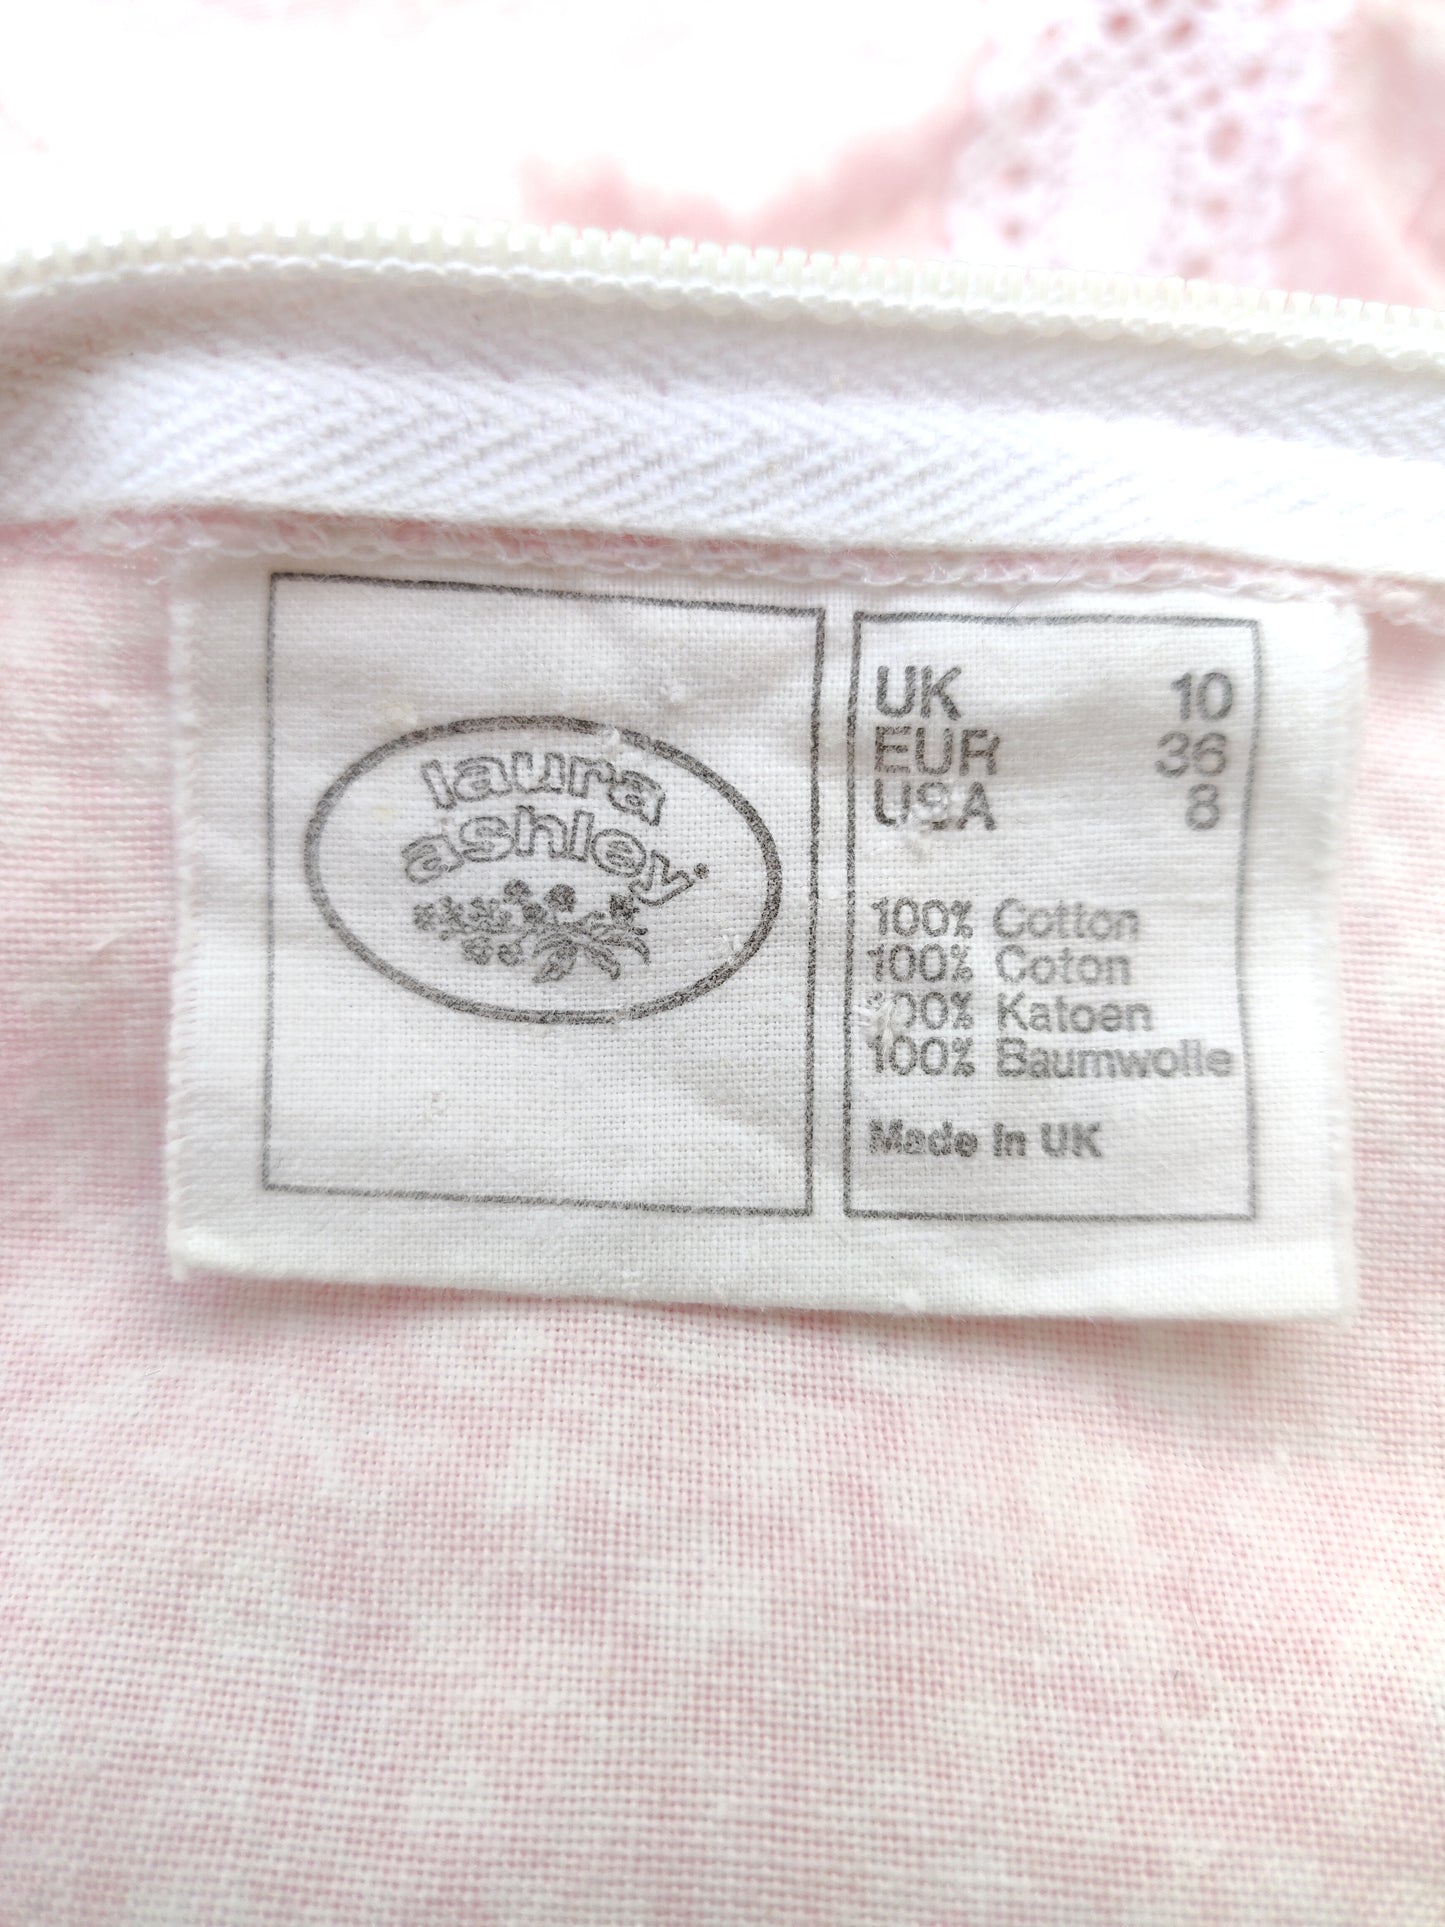 laura
ashley
UK 10
EUR 36
USA 8
100% Cotton
100% Coton
100% Katoen
100% Baumwolle
Made in UK